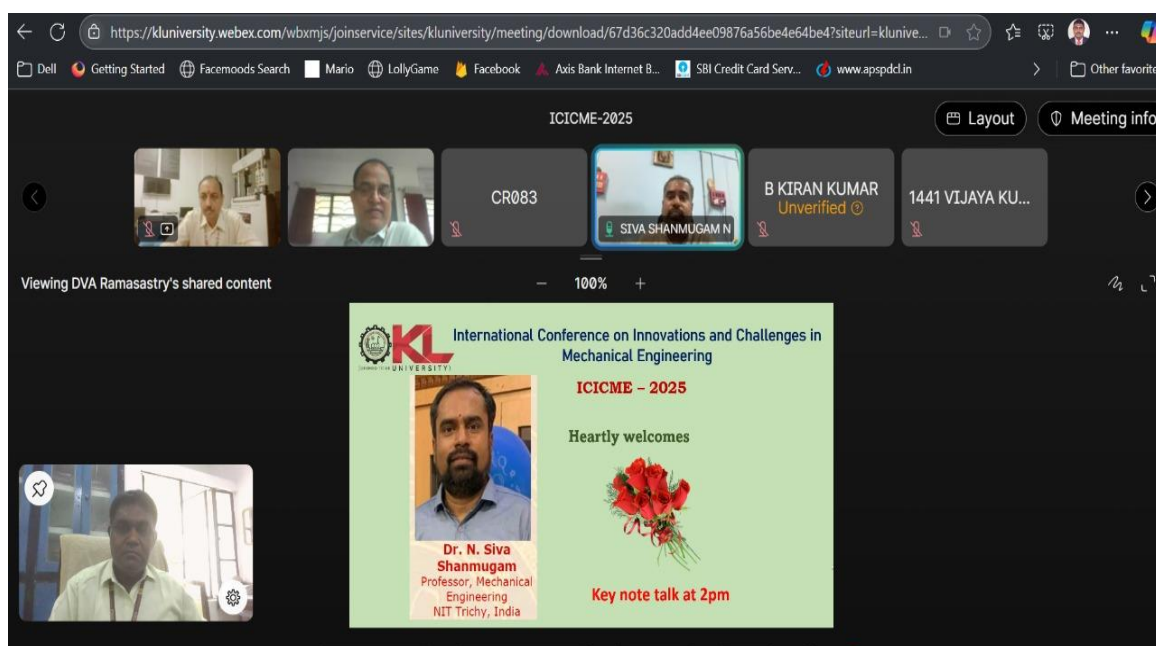 https://kluniversity.webex.com/wbxmjs/joinservice/sites/kluniversity/meeting/download/67d36c320add4ee09876a56be4e64be4?siteurl=klunive...
Dell Getting Started Facemoods Search Mario LollyGame Facebook Axis Bank Internet B... SBI Credit Card Serv... www.apspdcl.in Other favorite
ICICME-2025
Layout
Meeting info
CR083
SIVA SHANMUGAM N
B KIRAN KUMAR
Unverified
1441 VIJAYA KU...
Viewing DVA Ramasastry's shared content
100%
KL
UNIVERSITY)
International Conference on Innovations and Challenges in
Mechanical Engineering
ICICME – 2025
Heartly welcomes
Dr. N. Siva
Shanmugam
Professor, Mechanical
Engineering
NIT Trichy, India
Key note talk at 2pm